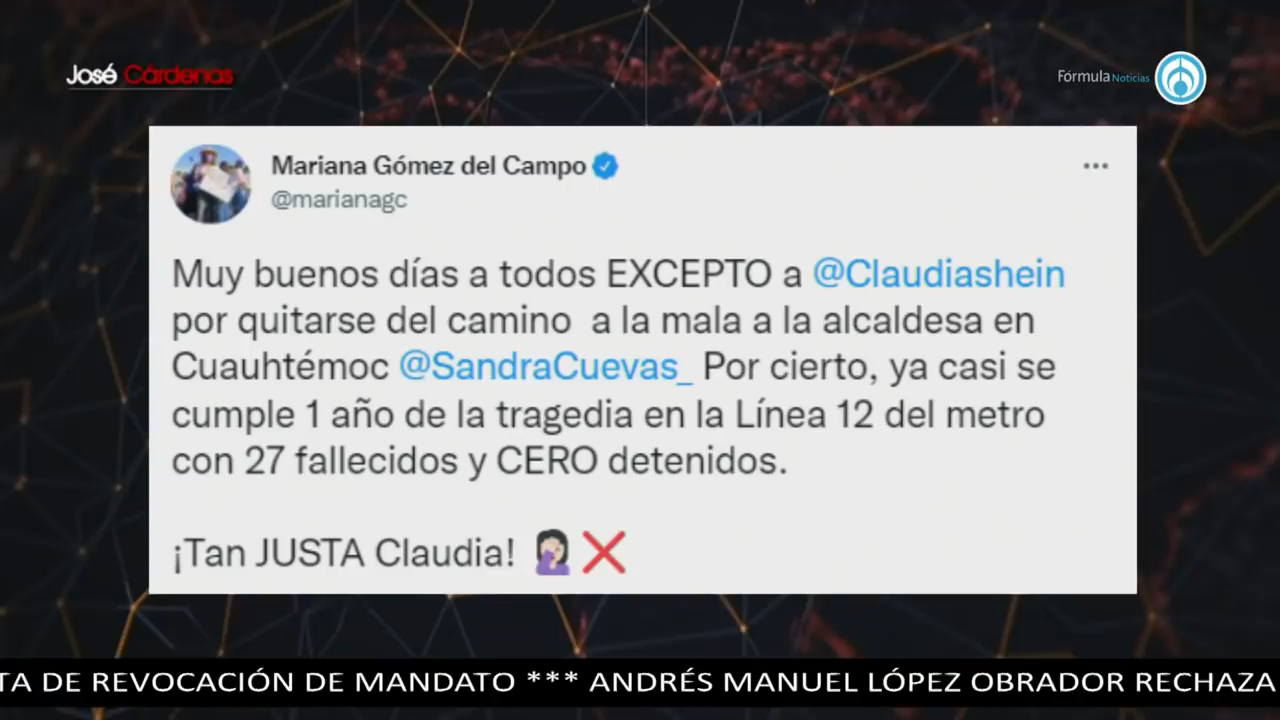 José Cárdenas
Fórmula Noticias
Mariana Gómez del Campo
@marianagc
Muy buenos días a todos EXCEPTO a @Claudiashein
por quitarse del camino a la mala a la alcaldesa en
Cuauhtémoc @SandraCuevas_ Por cierto, ya casi se
cumple 1 año de la tragedia en la Línea 12 del metro
con 27 fallecidos y CERO detenidos.
¡Tan JUSTA Claudia! 🤦🏻‍♀️❌
TA DE REVOCACIÓN DE MANDATO *** ANDRÉS MANUEL LÓPEZ OBRADOR RECHAZA